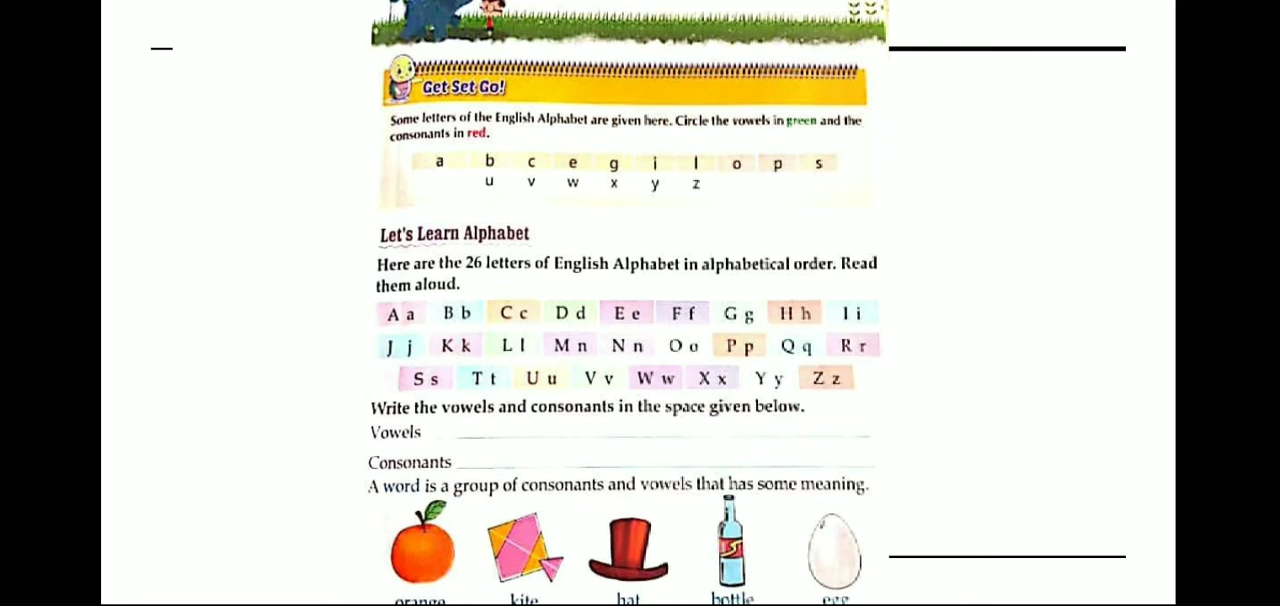 Get Set Go!
Some letters of the English Alphabet are given here. Circle the vowels in green and the
consonants in red.
a b c e g i l o p s
u v w x y z
Let's Learn Alphabet
Here are the 26 letters of English Alphabet in alphabetical order. Read
them aloud.
A a B b C c D d E e F f G g H h I i
J j K k L l M n N n O o P p Q q R r
S s T t U u V v W w X x Y y Z z
Write the vowels and consonants in the space given below.
Vowels
Consonants
A word is a group of consonants and vowels that has some meaning.
orange kite hat bottle